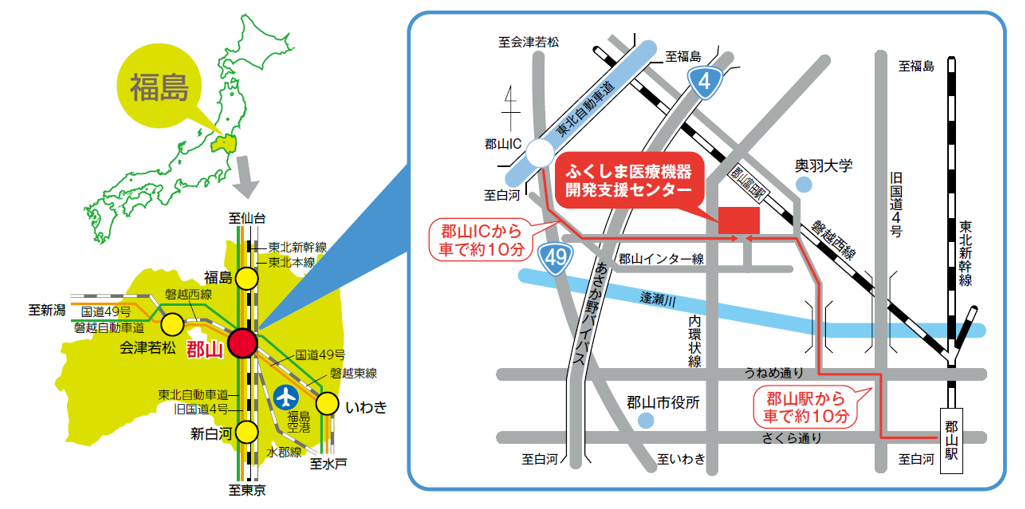 福島
至仙台
東北新幹線
東北本線
福島
磐越西線
至新潟
国道49号
磐越自動車道
会津若松
郡山
国道49号
磐越東線
東北自動車道
旧国道4号
福島
空港
いわき
新白河
水郡線
至水戸
至東京
至会津若松
至福島
4
至福島
東北自動車道
郡山IC
至白河
ふくしま医療機器
開発支援センター
郡山富田駅
奥羽大学
旧国道4号
東北新幹線
磐越西線
郡山ICから
車で約10分
49
郡山インター線
あさか野バイパス
逢瀬川
内環状線
うねめ通り
郡山駅から
車で約10分
郡山市役所
さくら通り
郡山駅
至白河
至いわき
至白河